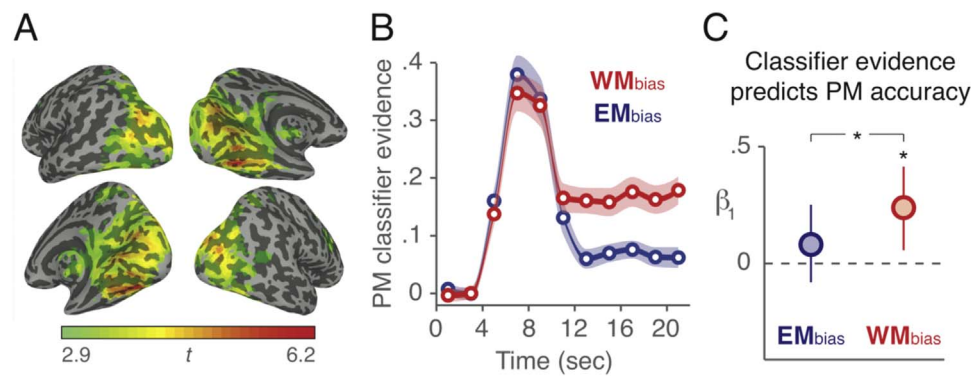 A
2.9 t 6.2
B
PM classifier evidence
.4
.3
.2
.1
0
WMbias
EMbias
0 4 8 12 16 20
Time (sec)
C
Classifier evidence
predicts PM accuracy
.5
*
*
β1
0
EMbias WMbias
-1